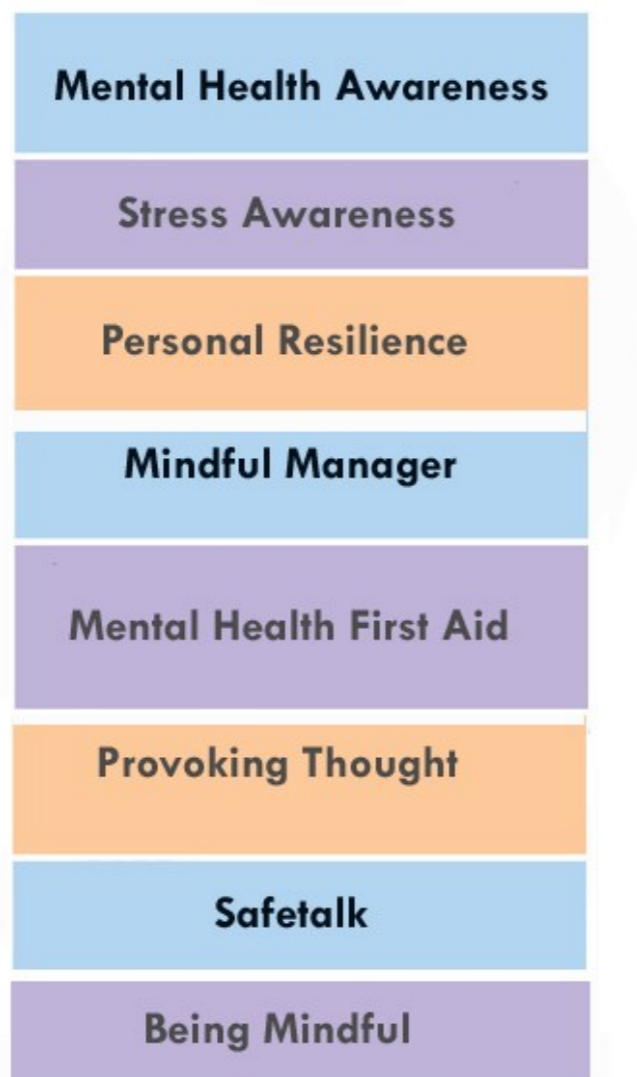 Mental Health Awareness
Stress Awareness
Personal Resilience
Mindful Manager
Mental Health First Aid
Provoking Thought
Safetalk
Being Mindful